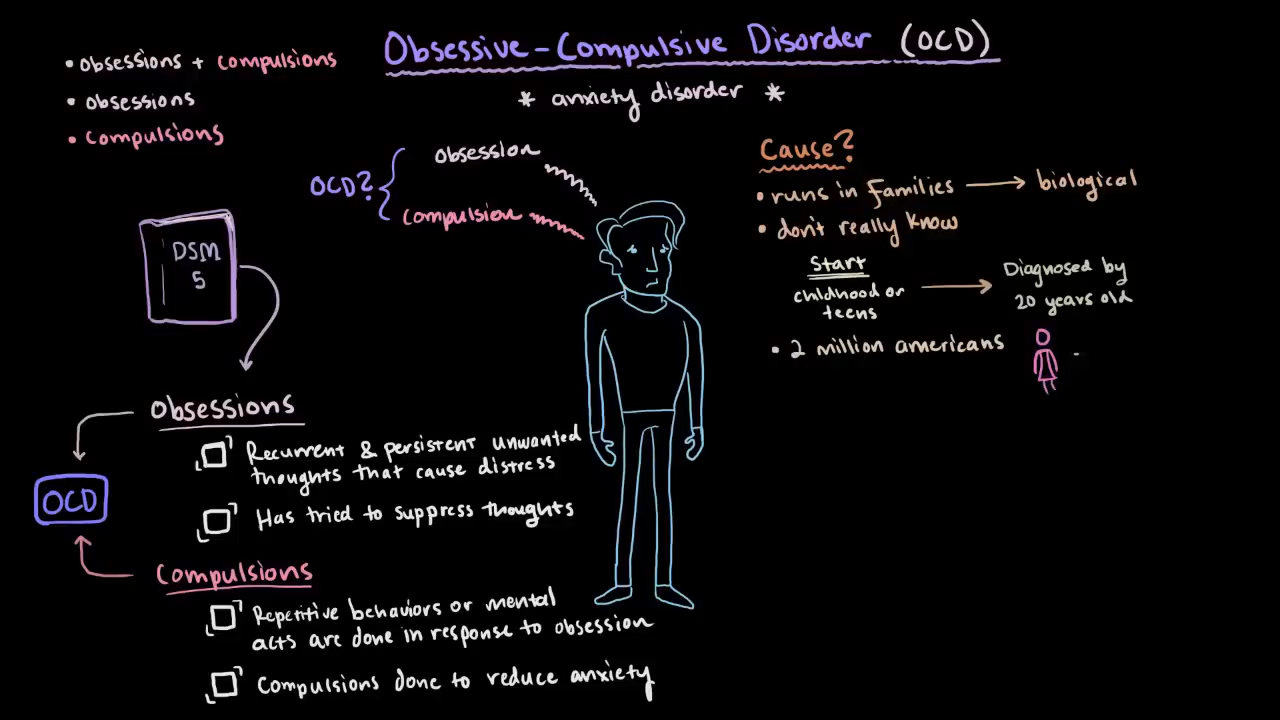 Obsessive-Compulsive Disorder (OCD)
* anxiety disorder *
• obsessions + compulsions
• obsessions
• compulsions
OCD?
obsession
compulsion
DSM
5
Obsessions
Recurrent & persistent unwanted
thoughts that cause distress
Has tried to suppress thoughts
OCD
Compulsions
Repetitive behaviors or mental
acts are done in response to obsession
Compulsions done to reduce anxiety
Cause?
• runs in families → biological
• don't really know
Start
childhood or
teens
→
Diagnosed by
20 years old
• 2 million americans